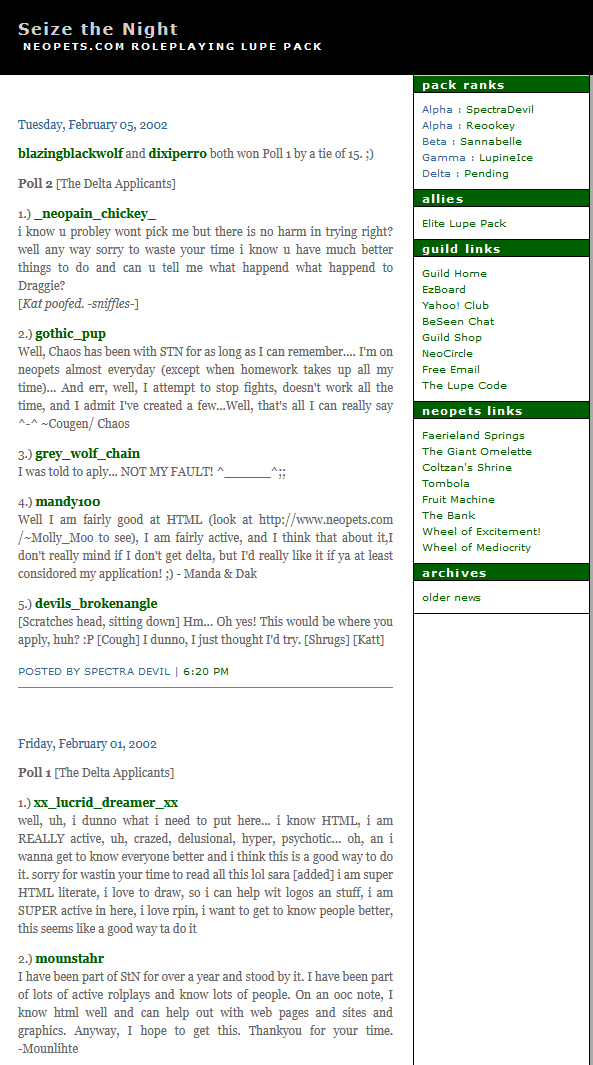 Seize the Night
NEOPETS.COM ROLEPLAYING LUPE PACK
Tuesday, February 05, 2002
blazingblackwolf and dixiperro both won Poll 1 by a tie of 15. ;)
Poll 2 [The Delta Applicants]
1.) _neopain_chickey_
i know u probley wont pick me but there is no harm in trying right?
well any way sorry to waste your time i know u have much better
things to do and can u tell me what happend what happend to
Draggie?
[Kat poofed. -sniffles-]
2.) gothic_pup
Well, Chaos has been with STN for as long as I can remember.... I'm on
neopets almost everyday (except when homework takes up all my
time)... And err, well, I attempt to stop fights, doesn't work all the
time, and I admit I've created a few...Well, that's all I can really say
^-^ ~Cougen/ Chaos
3.) grey_wolf_chain
I was told to aply... NOT MY FAULT! ^______^;;
4.) mandy100
Well I am fairly good at HTML (look at http://www.neopets.com
/~Molly_Moo to see), I am fairly active, and I think that about it,I
don't really mind if I don't get delta, but I'd really like it if ya at least
considored my application! ;) - Manda & Dak
5.) devils_brokenangle
[Scratches head, sitting down] Hm... Oh yes! This would be where you
apply, huh? :P [Cough] I dunno, I just thought I'd try. [Shrugs] [Katt]
POSTED BY SPECTRA DEVIL | 6:20 PM
Friday, February 01, 2002
Poll 1 [The Delta Applicants]
1.) xx_lucrid_dreamer_xx
well, uh, i dunno what i need to put here... i know HTML, i am
REALLY active, uh, crazed, delusional, hyper, psychotic... oh, an i
wanna get to know everyone better and i think this is a good way to do
it. sorry for wastin your time to read all this lol sara [added] i am super
HTML literate, i love to draw, so i can help wit logos an stuff, i am
SUPER active in here, i love rpin, i want to get to know people better,
this seems like a good way ta do it
2.) mounstahr
I have been part of StN for over a year and stood by it. I have been part
of lots of active rolplays and know lots of people. On an ooc note, I
know html well and can help out with web pages and sites and
graphics. Anyway, I hope to get this. Thankyou for your time.
-Mounlihte
pack ranks
Alpha : SpectraDevil
Alpha : Reookey
Beta : Sannabelle
Gamma : LupineIce
Delta : Pending
allies
Elite Lupe Pack
guild links
Guild Home
EzBoard
Yahoo! Club
BeSeen Chat
Guild Shop
NeoCircle
Free Email
The Lupe Code
neopets links
Faerieland Springs
The Giant Omelette
Coltzan's Shrine
Tombola
Fruit Machine
The Bank
Wheel of Excitement!
Wheel of Mediocrity
archives
older news